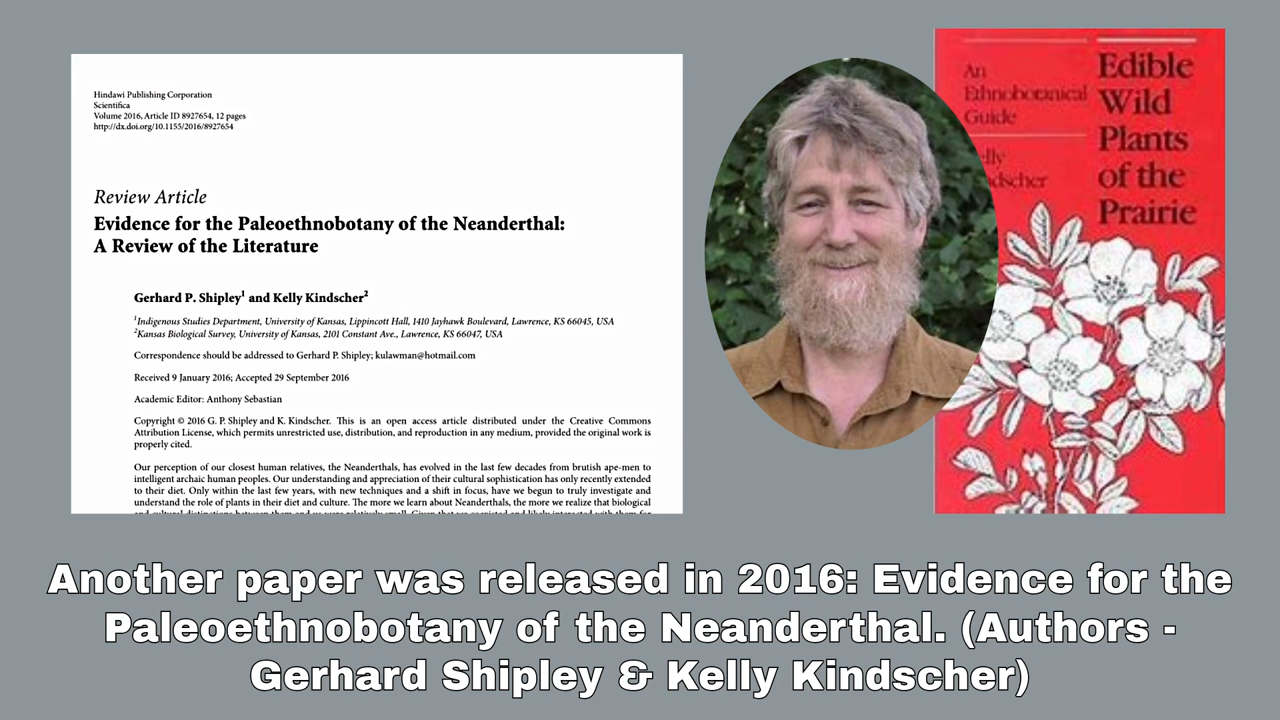 Hindawi Publishing Corporation
Scientifica
Volume 2016, Article ID 8927654, 12 pages
http://dx.doi.org/10.1155/2016/8927654
Review Article
Evidence for the Paleoethnobotany of the Neanderthal:
A Review of the Literature
Gerhard P. Shipley1 and Kelly Kindscher2
1Indigenous Studies Department, University of Kansas, Lippincott Hall, 1410 Jayhawk Boulevard, Lawrence, KS 66045, USA
2Kansas Biological Survey, University of Kansas, 2101 Constant Ave., Lawrence, KS 66047, USA
Correspondence should be addressed to Gerhard P. Shipley; kulawman@hotmail.com
Received 9 January 2016; Accepted 29 September 2016
Academic Editor: Anthony Sebastian
Copyright © 2016 G. P. Shipley and K. Kindscher. This is an open access article distributed under the Creative Commons
Attribution License, which permits unrestricted use, distribution, and reproduction in any medium, provided the original work is
properly cited.
Our perception of our closest human relatives, the Neanderthals, has evolved in the last few decades from brutish ape-men to
intelligent archaic human peoples. Our understanding and appreciation of their cultural sophistication has only recently extended
to their diet. Only within the last few years, with new techniques and a shift in focus, have we begun to truly investigate and
understand the role of plants in their diet and culture. The more we learn about Neanderthals, the more we realize that biological
An
Ethnobotanical
Guide
elly
ndscher
Edible
Wild
Plants
of the
Prairie
Another paper was released in 2016: Evidence for the
Paleoethnobotany of the Neanderthal. (Authors -
Gerhard Shipley & Kelly Kindscher)